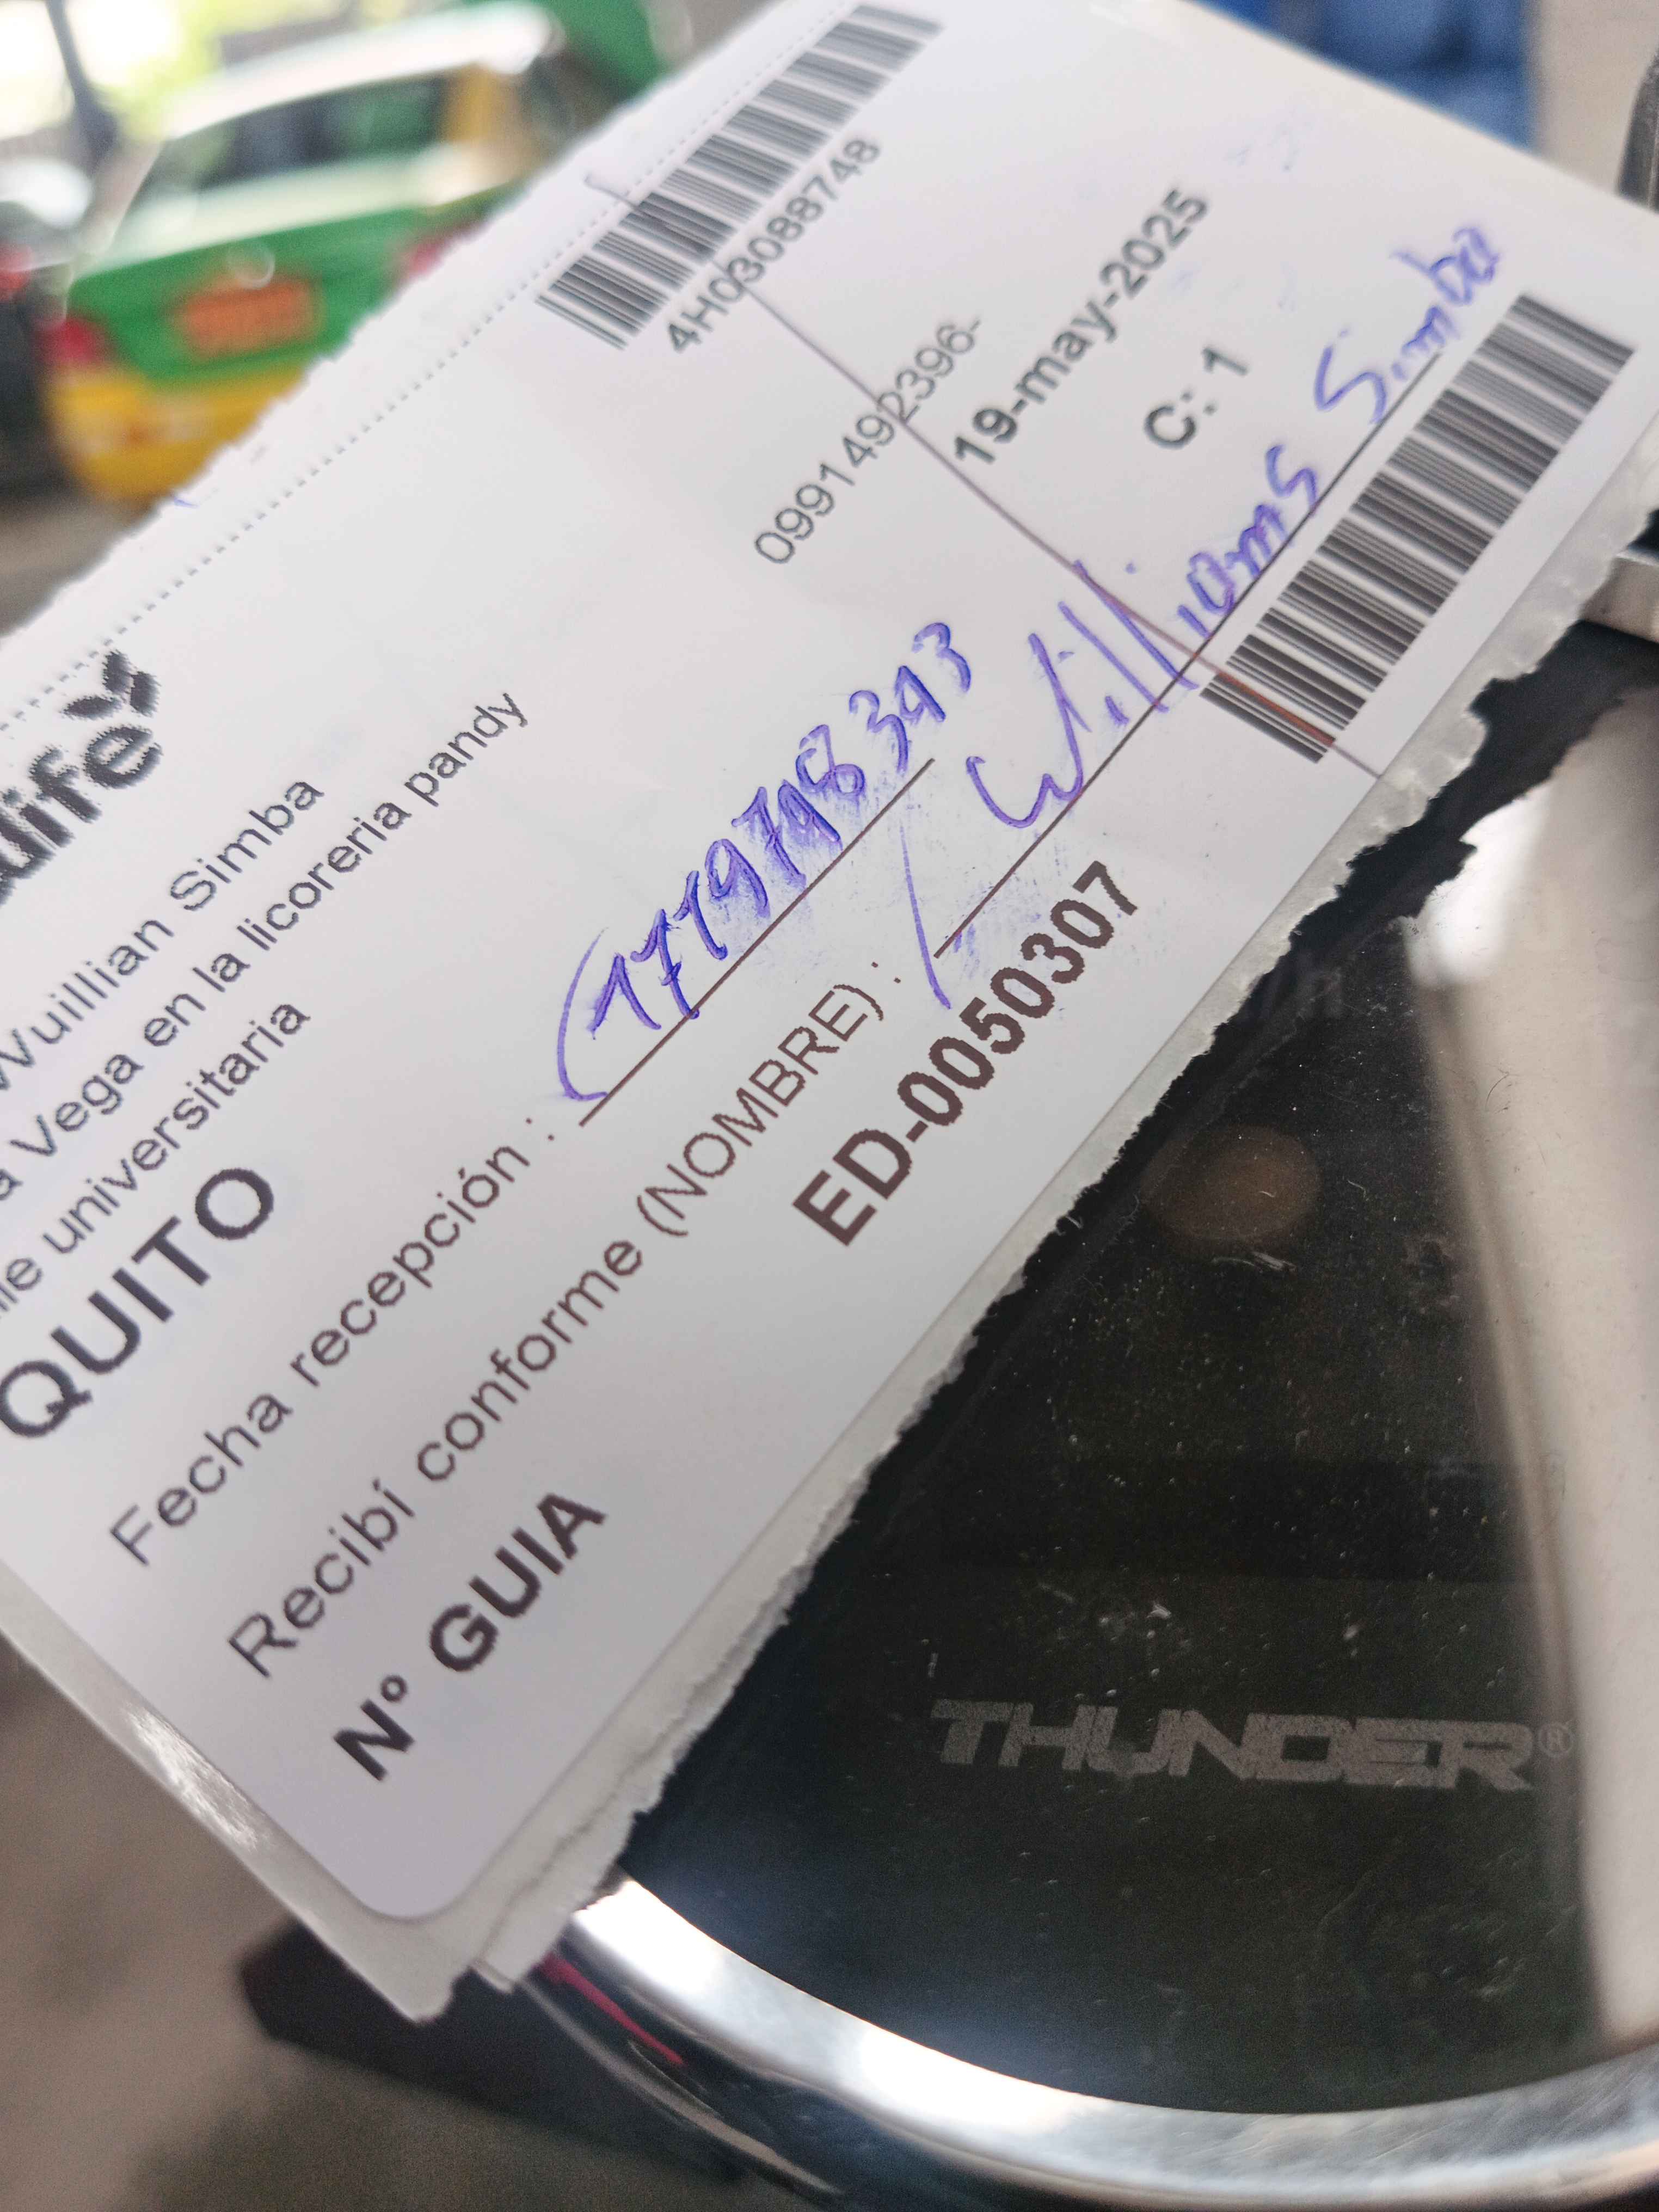 4H03088748
Wuillian Simba
Vega en la licoreria pandy
universitaria
0991492396-
QUITO
19-may-2025
C: 1
Fecha recepción :
Recibí conforme (NOMBRE) : Williams Simba
N° GUIA ED-0050307
THUNDER®